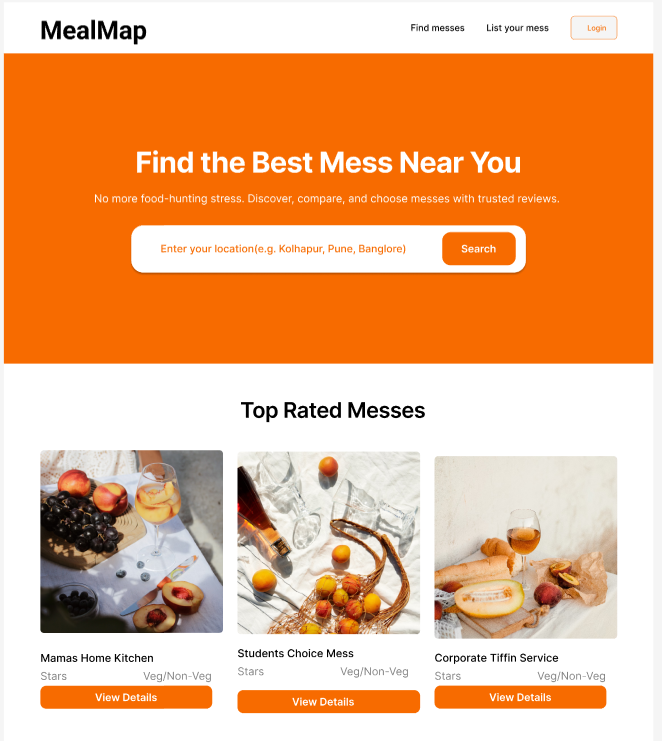 MealMap
Find messes
List your mess
Login
Find the Best Mess Near You
No more food-hunting stress. Discover, compare, and choose messes with trusted reviews.
Enter your location(e.g. Kolhapur, Pune, Banglore)
Search
Top Rated Messes
Mamas Home Kitchen
Stars
Veg/Non-Veg
View Details
Students Choice Mess
Stars
Veg/Non-Veg
View Details
Corporate Tiffin Service
Stars
Veg/Non-Veg
View Details